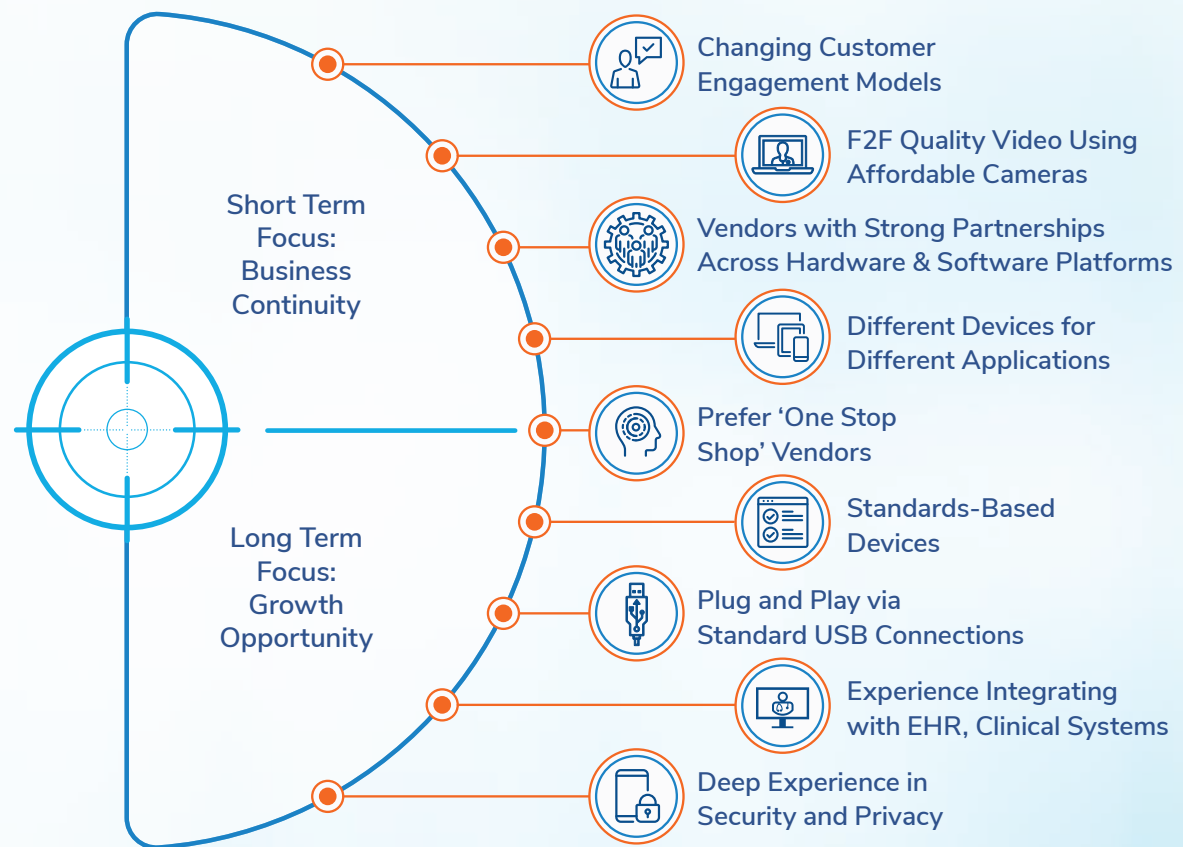 Changing Customer
Engagement Models
F2F Quality Video Using
Affordable Cameras
Short Term
Focus:
Business
Continuity
Vendors with Strong Partnerships
Across Hardware & Software Platforms
Different Devices for
Different Applications
Prefer ‘One Stop
Shop’ Vendors
Standards-Based
Devices
Long Term
Focus:
Growth
Opportunity
Plug and Play via
Standard USB Connections
Experience Integrating
with EHR, Clinical Systems
Deep Experience in
Security and Privacy